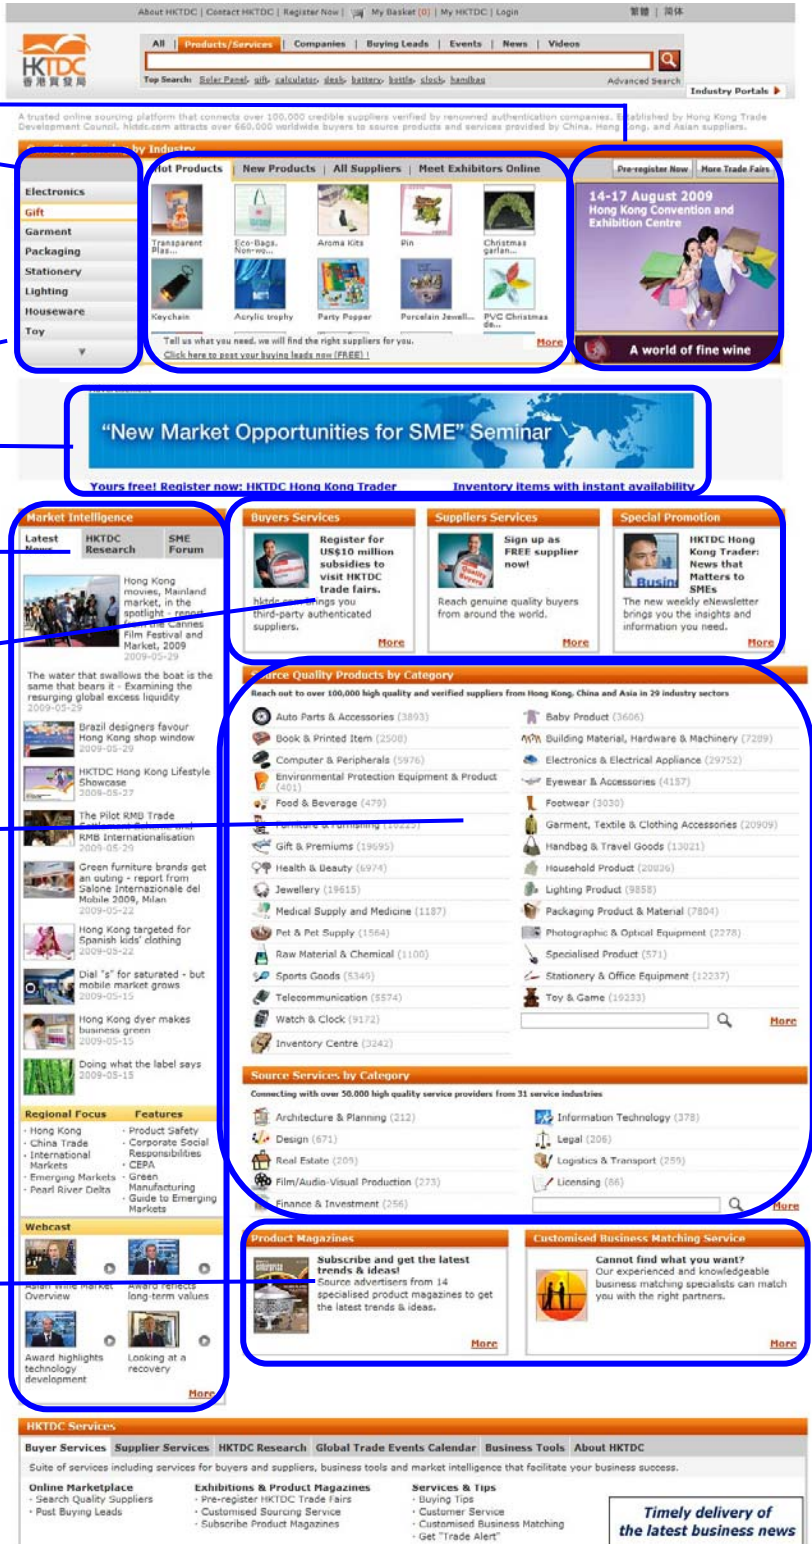 About HKTDC | Contact HKTDC | Register Now | My Basket (0) | My HKTDC | Login
繁體 | 简体
HKTDC
香港貿發局
All | Products/Services | Companies | Buying Leads | Events | News | Videos
Top Search: Solar Panel, gift, calculator, desk, battery, bottle, clock, handbag
Advanced Search
Industry Portals
A trusted online sourcing platform that connects over 100,000 credible suppliers verified by renowned authentication companies. Established by Hong Kong Trade
Development Council, hktdc.com attracts over 660,000 worldwide buyers to source products and services provided by China, Hong Kong, and Asian suppliers.
by Industry
Electronics
Gift
Garment
Packaging
Stationery
Lighting
Houseware
Toy
Hot Products | New Products | All Suppliers | Meet Exhibitors Online
Transparent Plas...
Eco-Bags, Non-wo...
Aroma Kits
Pin
Christmas garlan...
Keychain
Acrylic trophy
Party Popper
Porcelain Jewell...
PVC Christmas de...
Tell us what you need, we will find the right suppliers for you.
Click here to post your buying leads now (FREE) !
More
Pre-register Now
More Trade Fairs
14-17 August 2009
Hong Kong Convention and
Exhibition Centre
A world of fine wine
Advertisement
"New Market Opportunities for SME" Seminar
Yours free! Register now: HKTDC Hong Kong Trader
Inventory items with instant availability
Market Intelligence
Latest News
HKTDC Research
SME Forum
Hong Kong
movies, Mainland
market, in the
spotlight - report
from the Cannes
Film Festival and
Market, 2009
2009-05-29
The water that swallows the boat is the
same that bears it - Examining the
resurging global excess liquidity
2009-05-29
Brazil designers favour
Hong Kong shop window
2009-05-29
HKTDC Hong Kong Lifestyle
Showcase
2009-05-27
The Pilot RMB Trade
Settlement Scheme and
RMB Internationalisation
2009-05-29
Green furniture brands get
an outing - report from
Salone Internazionale del
Mobile 2009, Milan
2009-05-22
Hong Kong targeted for
Spanish kids' clothing
2009-05-22
Dial "s" for saturated - but
mobile market grows
2009-05-15
Hong Kong dyer makes
business green
2009-05-15
Doing what the label says
2009-05-15
Regional Focus
· Hong Kong
· China Trade
· International
Markets
· Emerging Markets
· Pearl River Delta
Features
· Product Safety
· Corporate Social
Responsibilities
· CEPA
· Green
Manufacturing
· Guide to Emerging
Markets
Webcast
Asian Wine Market
Overview
Award reflects
long-term values
Award highlights
technology
development
Looking at a
recovery
More
Buyers Services
Register for
US$10 million
subsidies to
visit HKTDC
trade fairs.
hktdc.com brings you
third-party authenticated
suppliers.
More
Suppliers Services
Quality
Buyers
Sign up as
FREE supplier
now!
Reach genuine quality buyers
from around the world.
More
Special Promotion
Busin
HKTDC Hong
Kong Trader:
News that
Matters to
SMEs
The new weekly eNewsletter
brings you the insights and
information you need.
More
Source Quality Products by Category
Reach out to over 100,000 high quality and verified suppliers from Hong Kong, China and Asia in 29 industry sectors
Auto Parts & Accessories (3893)
Baby Product (3606)
Book & Printed Item (2508)
Building Material, Hardware & Machinery (7289)
Computer & Peripherals (5976)
Electronics & Electrical Appliance (29752)
Environmental Protection Equipment & Product
(401)
Eyewear & Accessories (4157)
Food & Beverage (479)
Footwear (3030)
Furniture & Furnishing
Garment, Textile & Clothing Accessories (20909)
Gift & Premiums (19695)
Handbag & Travel Goods (13021)
Health & Beauty (6974)
Household Product (20826)
Jewellery (19615)
Lighting Product (9858)
Medical Supply and Medicine (1187)
Packaging Product & Material (7804)
Pet & Pet Supply (1564)
Photographic & Optical Equipment (2278)
Raw Material & Chemical (1100)
Specialised Product (571)
Sports Goods (5349)
Stationery & Office Equipment (12237)
Telecommunication (5574)
Toy & Game (19233)
Watch & Clock (9172)
More
Inventory Centre (3242)
Source Services by Category
Connecting with over 50,000 high quality service providers from 31 service industries
Architecture & Planning (212)
Information Technology (378)
Design (671)
Legal (206)
Real Estate (209)
Logistics & Transport (259)
Film/Audio-Visual Production (273)
Licensing (86)
Finance & Investment (256)
More
Product Magazines
enterprise
Subscribe and get the latest
trends & ideas!
Source advertisers from 14
specialised product magazines to get
the latest trends & ideas.
More
Customised Business Matching Service
Cannot find what you want?
Our experienced and knowledgeable
business matching specialists can match
you with the right partners.
More
HKTDC Services
Buyer Services Supplier Services HKTDC Research Global Trade Events Calendar Business Tools About HKTDC
Suite of services including services for buyers and suppliers, business tools and market intelligence that facilitate your business success.
Online Marketplace
· Search Quality Suppliers
· Post Buying Leads
Exhibitions & Product Magazines
· Pre-register HKTDC Trade Fairs
· Customised Sourcing Service
· Subscribe Product Magazines
Services & Tips
· Buying Tips
· Customer Service
· Customised Business Matching
· Get "Trade Alert"
Timely delivery of
the latest business news